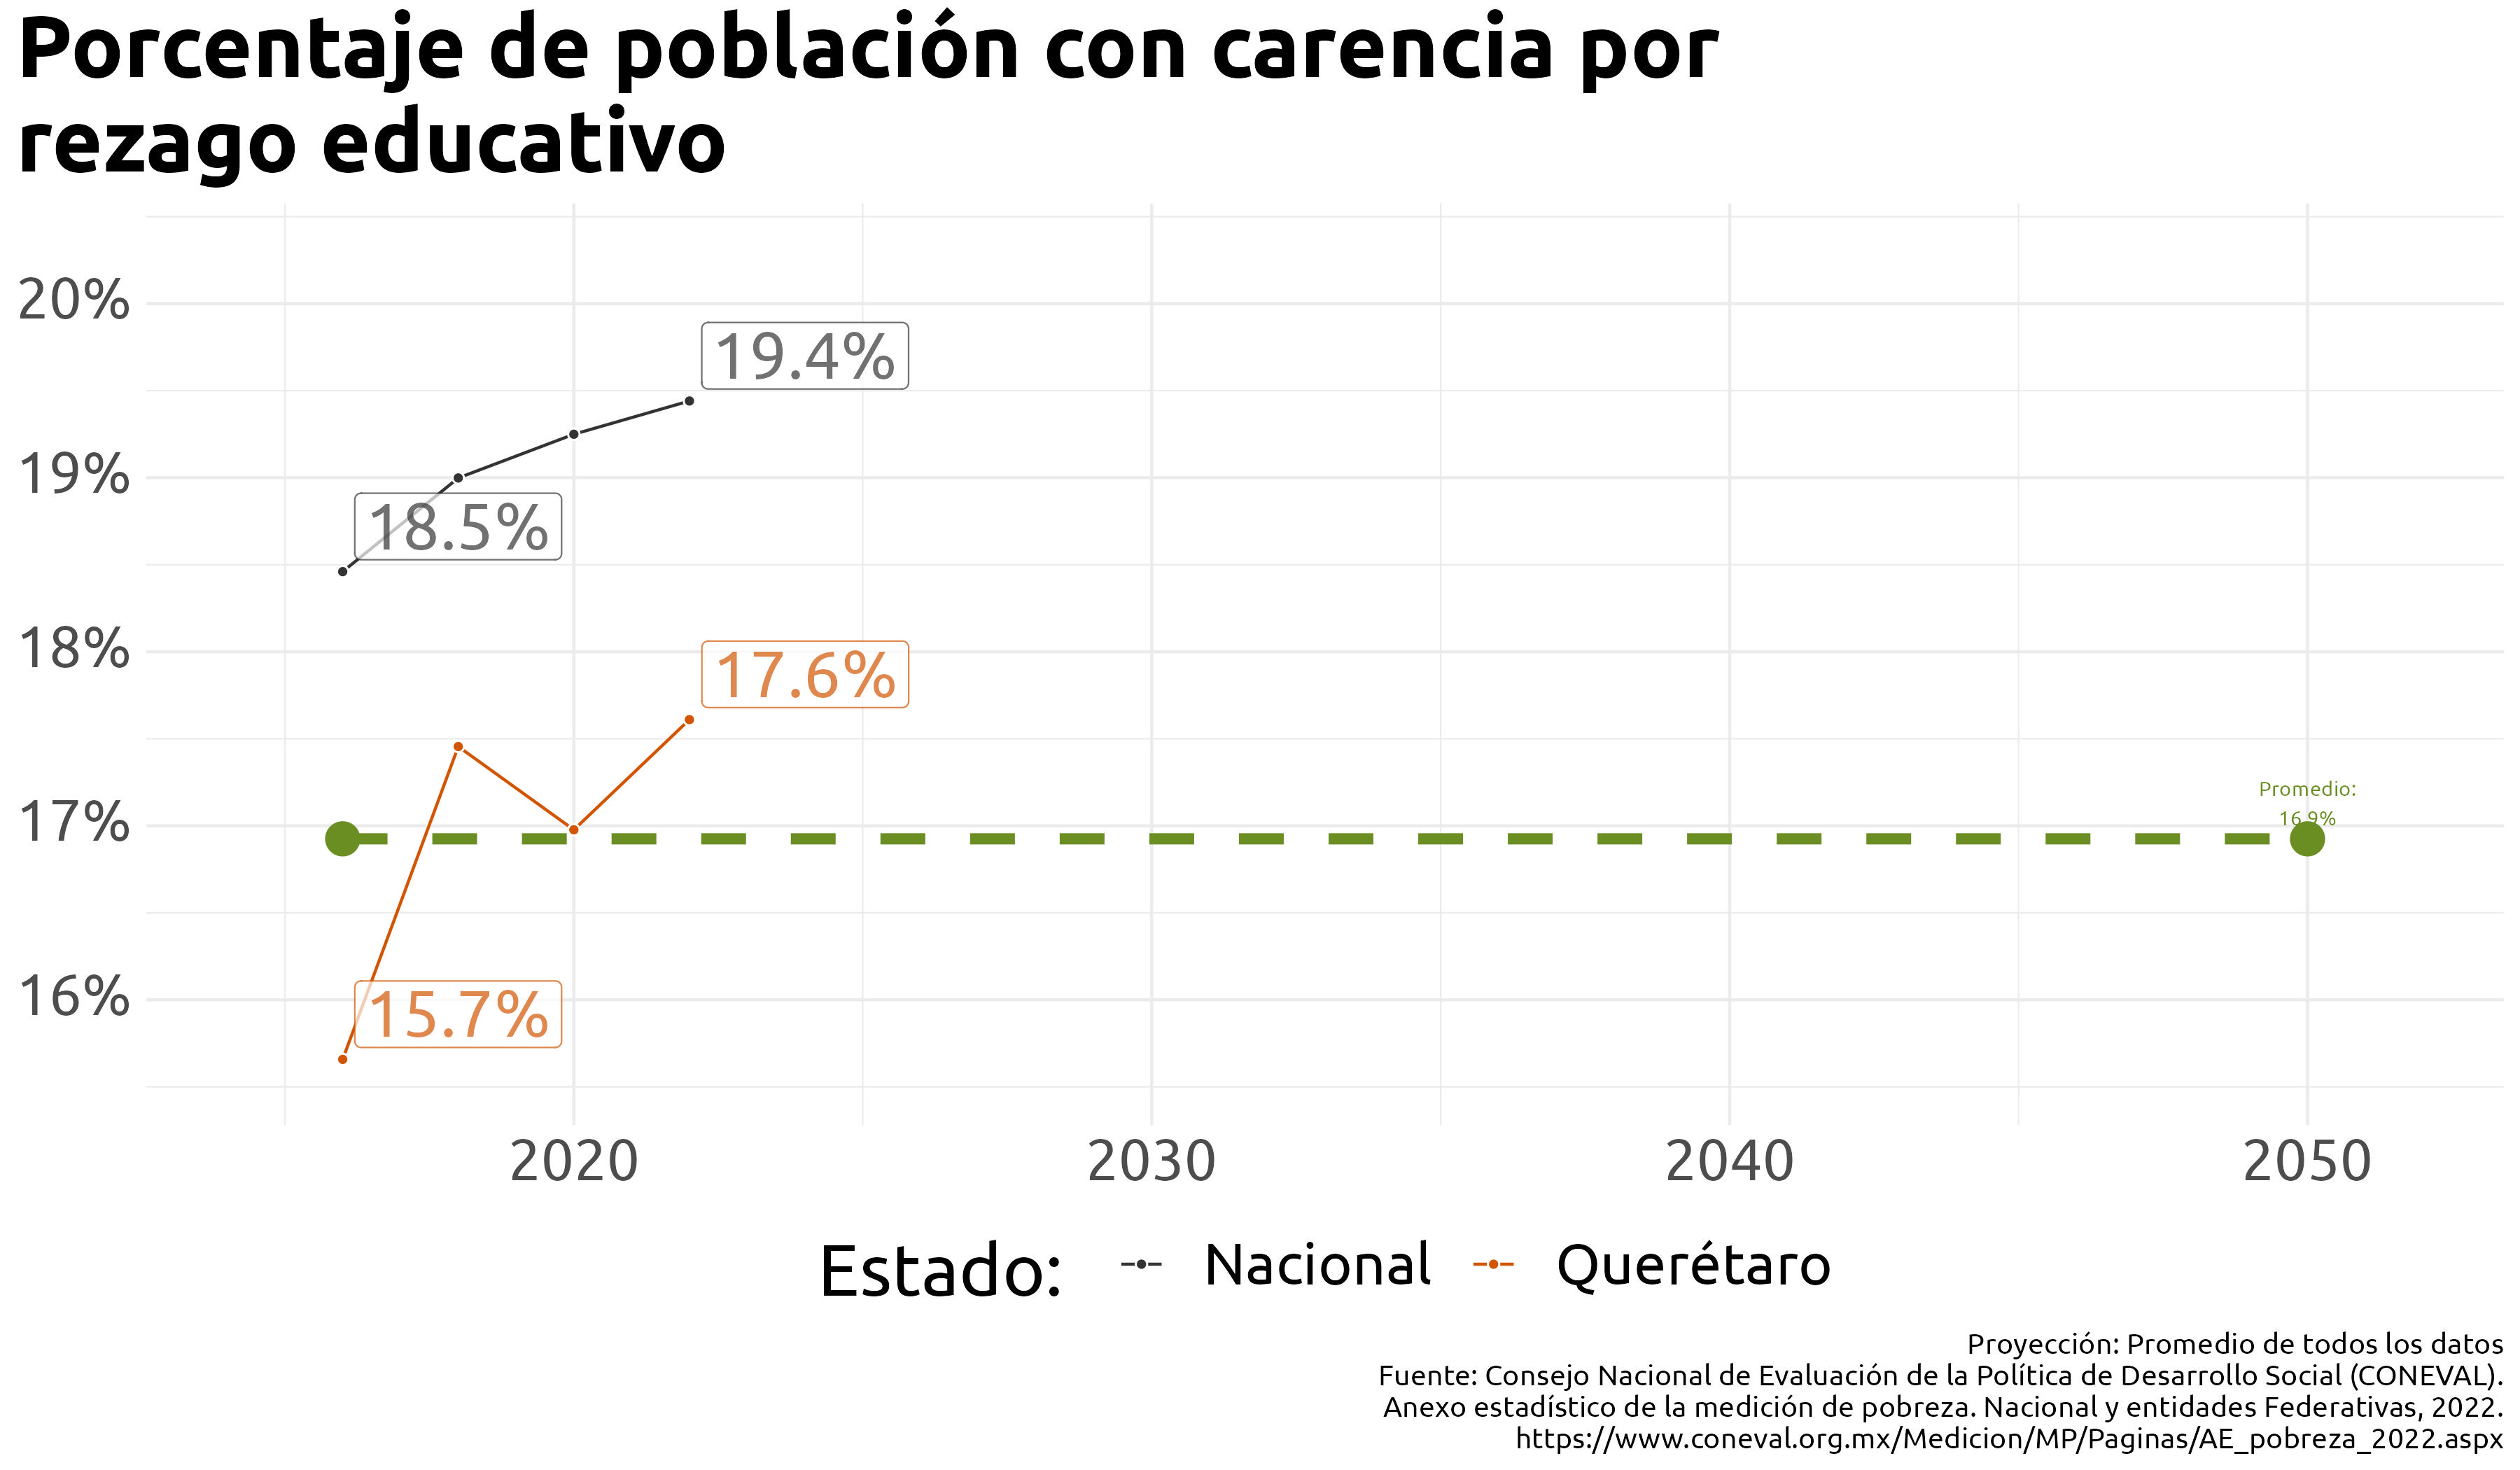 Porcentaje de población con carencia por
rezago educativo
20%
19.4%
19%
18.5%
18%
17.6%
17%
Promedio:
16.9%
16%
15.7%
2020
2030
2040
2050
Estado:
Nacional
Querétaro
Proyección: Promedio de todos los datos
Fuente: Consejo Nacional de Evaluación de la Política de Desarrollo Social (CONEVAL).
Anexo estadístico de la medición de pobreza. Nacional y entidades Federativas, 2022.
https://www.coneval.org.mx/Medicion/MP/Paginas/AE_pobreza_2022.aspx